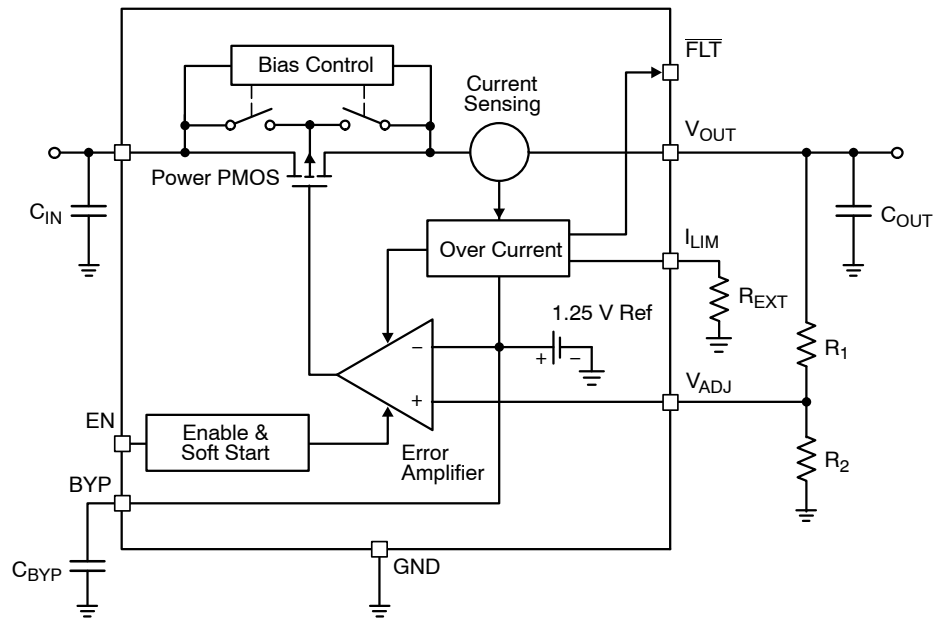 FLT
Bias Control
Current
Sensing
VOUT
Power PMOS
CIN
COUT
Over Current
ILIM
REXT
1.25 V Ref
−
+ −
R1
VADJ
+
EN
Enable &
Soft Start
Error
Amplifier
R2
BYP
CBYP
GND